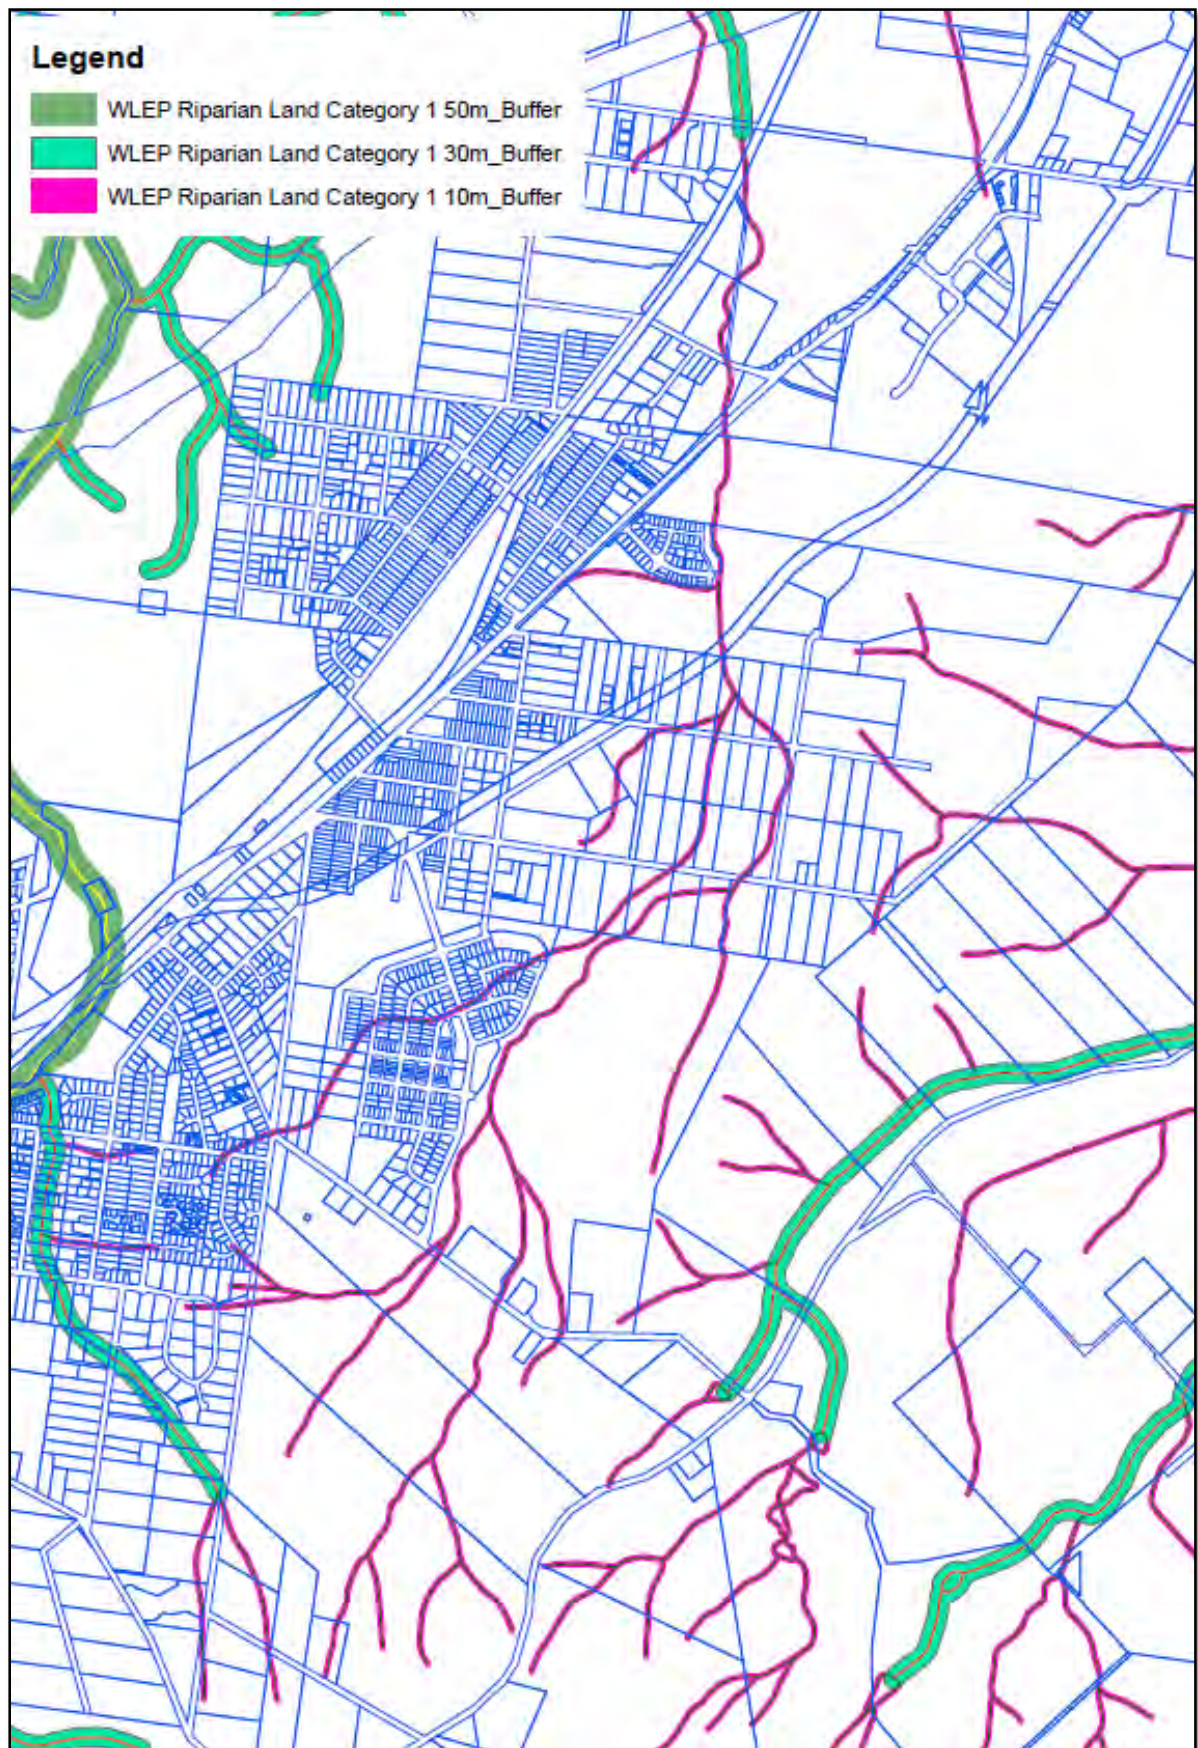 Legend
WLEP Riparian Land Category 1 50m_Buffer
WLEP Riparian Land Category 1 30m_Buffer
WLEP Riparian Land Category 1 10m_Buffer